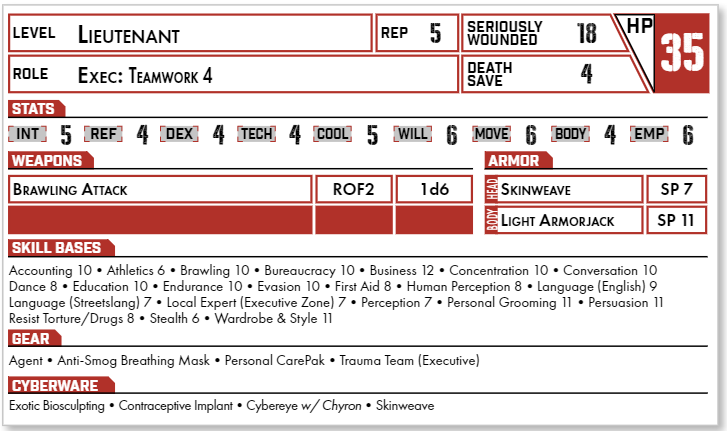 LEVEL LIEUTENANT REP 5 SERIOUSLY WOUNDED 18 HP 35
ROLE EXEC: TEAMWORK 4 DEATH SAVE 4
STATS
INT 5 REF 4 DEX 4 TECH 4 COOL 5 WILL 6 MOVE 6 BODY 4 EMP 6
WEAPONS ARMOR
BRAWLING ATTACK ROF2 1d6 HEAD SKINWEAVE SP 7
BODY LIGHT ARMORJACK SP 11
SKILL BASES
Accounting 10 • Athletics 6 • Brawling 10 • Bureaucracy 10 • Business 12 • Concentration 10 • Conversation 10
Dance 8 • Education 10 • Endurance 10 • Evasion 10 • First Aid 8 • Human Perception 8 • Language (English) 9
Language (Streetslang) 7 • Local Expert (Executive Zone) 7 • Perception 7 • Personal Grooming 11 • Persuasion 11
Resist Torture/Drugs 8 • Stealth 6 • Wardrobe & Style 11
GEAR
Agent • Anti-Smog Breathing Mask • Personal CarePak • Trauma Team (Executive)
CYBERWARE
Exotic Biosculpting • Contraceptive Implant • Cybereye w/ Chyron • Skinweave